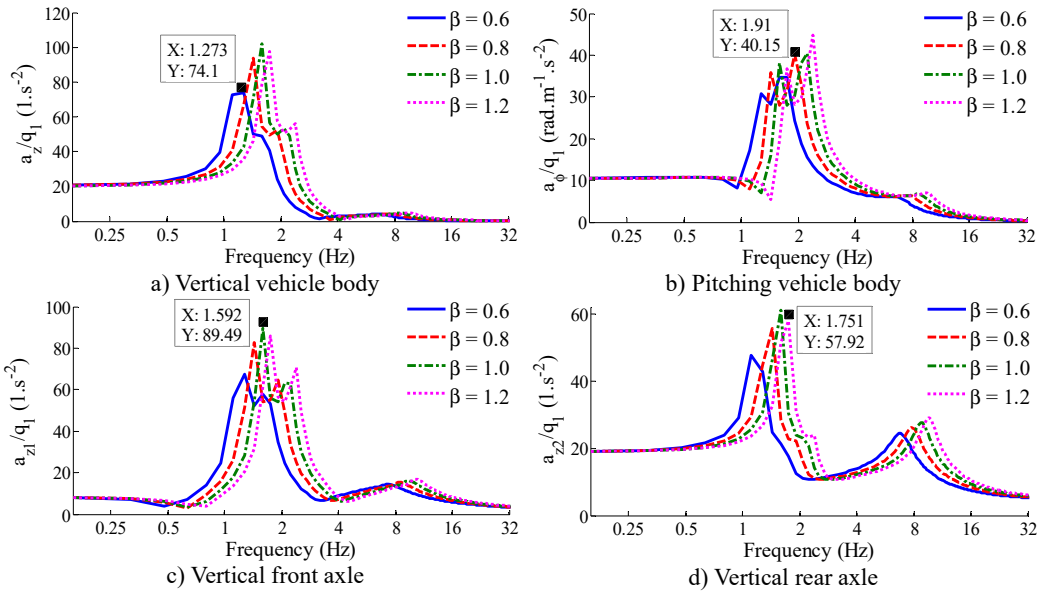 120
100
80
60
40
20
0
a_z/q_1 (1.s^-2)
X: 1.273
Y: 74.1
β = 0.6
β = 0.8
β = 1.0
β = 1.2
0.25 0.5 1 2 4 8 16 32
Frequency (Hz)
a) Vertical vehicle body
50
40
30
20
10
0
a_ϕ/q_1 (rad.m^-1.s^-2)
X: 1.91
Y: 40.15
β = 0.6
β = 0.8
β = 1.0
β = 1.2
0.25 0.5 1 2 4 8 16 32
Frequency (Hz)
b) Pitching vehicle body
100
80
60
40
20
0
a_z1/q_1 (1.s^-2)
X: 1.592
Y: 89.49
β = 0.6
β = 0.8
β = 1.0
β = 1.2
0.25 0.5 1 2 4 8 16 32
Frequency (Hz)
c) Vertical front axle
60
40
20
0
a_z2/q_1 (1.s^-2)
X: 1.751
Y: 57.92
β = 0.6
β = 0.8
β = 1.0
β = 1.2
0.25 0.5 1 2 4 8 16 32
Frequency (Hz)
d) Vertical rear axle